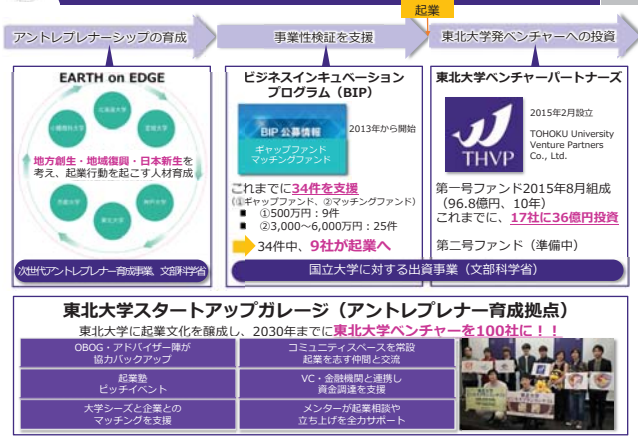 起業
アントレプレナーシップの育成
事業性検証を支援
東北大学発ベンチャーへの投資
EARTH on EDGE
北海道大学
小樽商科大学
宮城大学
地方創生・地域復興・日本新生を
考え、起業行動を起こす人材育成
神戸大学
東北大学
次世代アントレプレナー育成事業、文部科学省
ビジネスインキュベーション
プログラム（BIP）
BIP 公募情報
ギャップファンド
マッチングファンド
2013年から開始
これまでに34件を支援
（①ギャップファンド、②マッチングファンド）
■ ①500万円：9件
■ ②3,000～6,000万円：25件
34件中、9社が起業へ
東北大学ベンチャーパートナーズ
THVP
2015年2月設立
TOHOKU University
Venture Partners
Co., Ltd.
第一号ファンド2015年8月組成
（96.8億円、10年）
これまでに、17社に36億円投資
第二号ファンド（準備中）
国立大学に対する出資事業（文部科学省）
東北大学スタートアップガレージ（アントレプレナー育成拠点）
東北大学に起業文化を醸成し、2030年までに東北大学ベンチャーを100社に！！
OBOG・アドバイザー陣が
協力バックアップ
コミュニティスペースを常設
起業を志す仲間と交流
起業塾
ピッチイベント
VC・金融機関と連携し
資金調達を支援
大学シーズと企業との
マッチングを支援
メンターが起業相談や
立ち上げを全力サポート